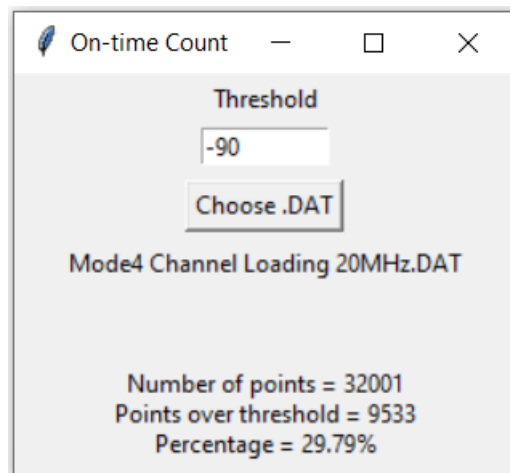 On-time Count
Threshold
-90
Choose .DAT
Mode4 Channel Loading 20MHz.DAT
Number of points = 32001
Points over threshold = 9533
Percentage = 29.79%